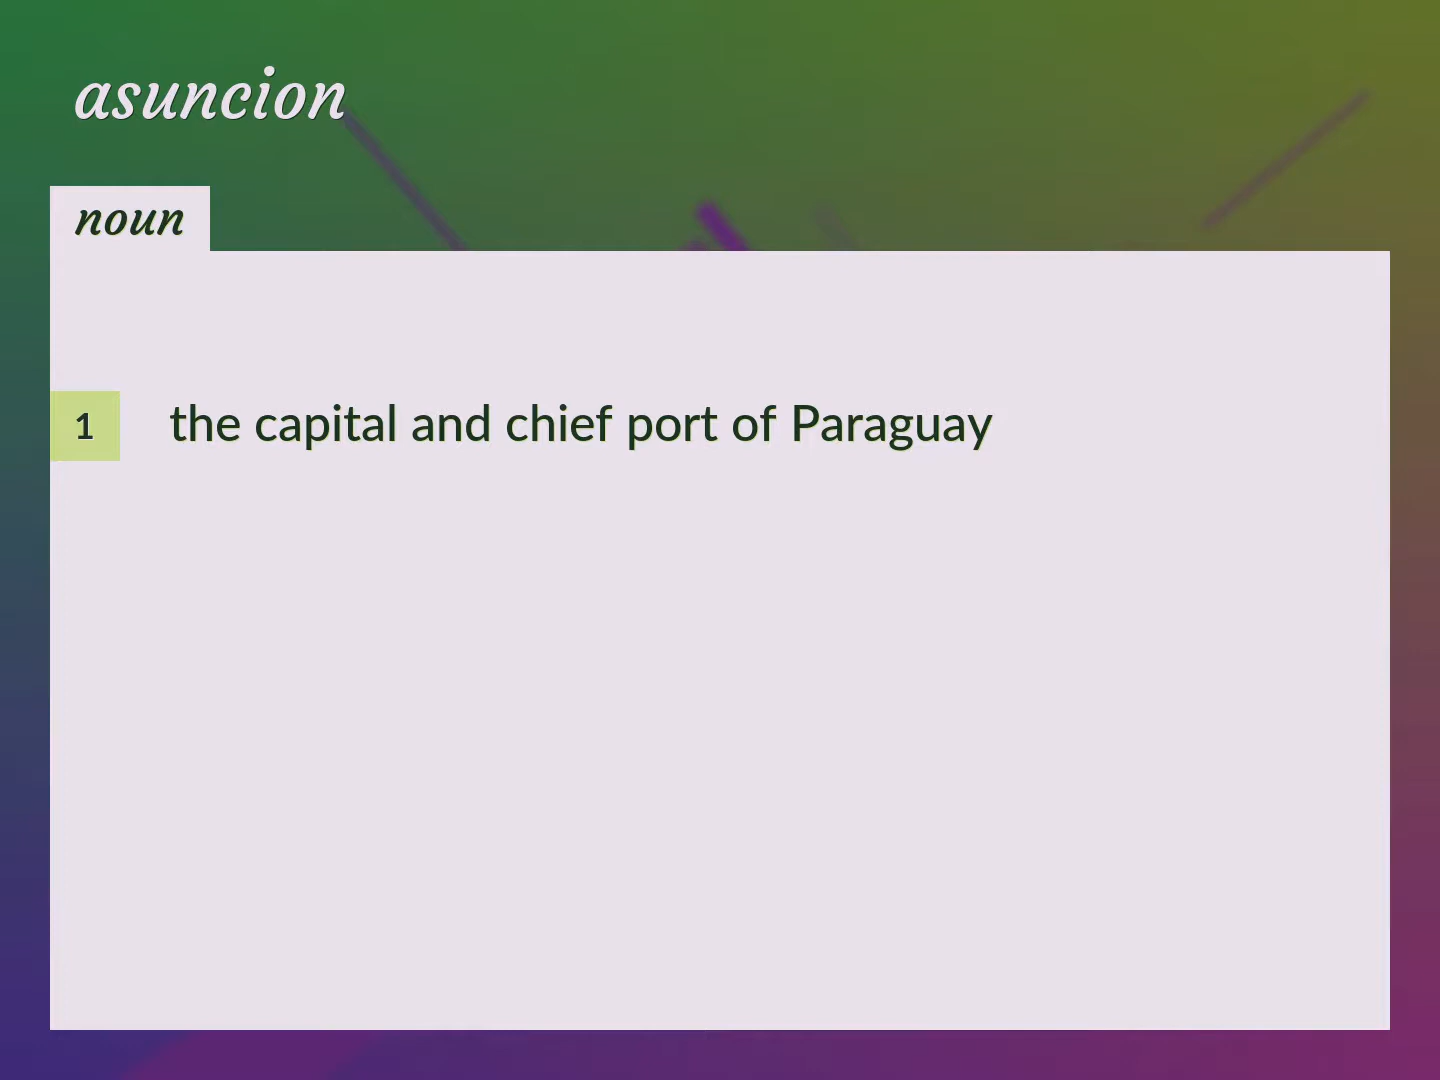 asuncion
noun
1 the capital and chief port of Paraguay